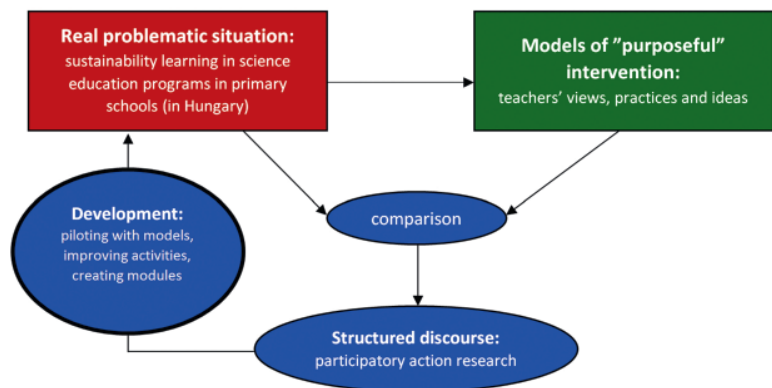 Real problematic situation:
sustainability learning in science
education programs in primary
schools (in Hungary)
Models of ”purposeful”
intervention:
teachers’ views, practices and ideas
Development:
piloting with models,
improving activities,
creating modules
comparison
Structured discourse:
participatory action research